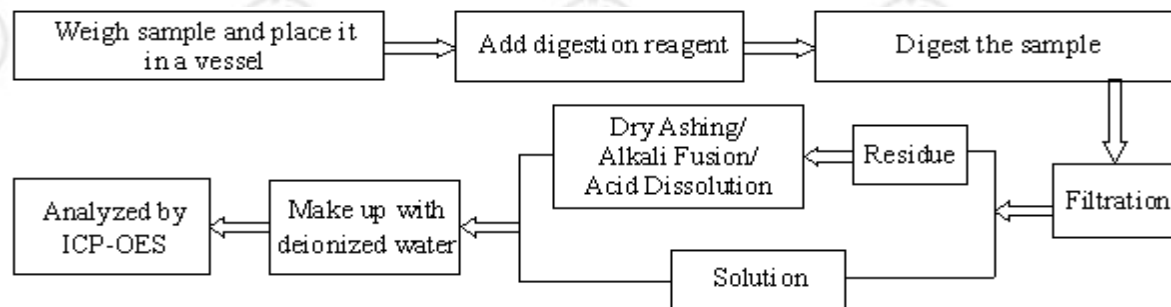 Weigh sample and place it
in a vessel
Add digestion reagent
Digest the sample
Dry Ashing/
Alkali Fusion/
Acid Dissolution
Residue
Filtration
Analyzed by
ICP-OES
Make up with
deionized water
Solution